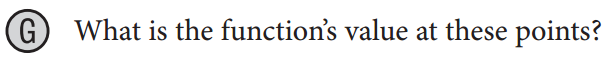 G What is the function's value at these points?